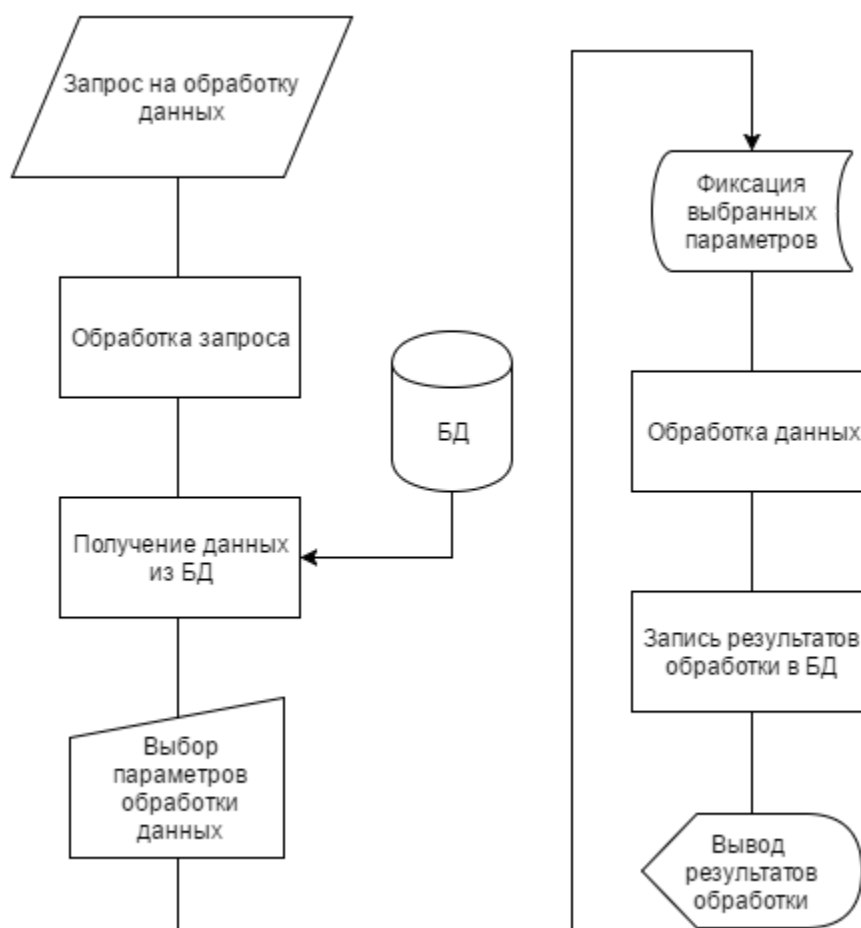 Запрос на обработку
данных
Обработка запроса
БД
Получение данных
из БД
Выбор
параметров
обработки
данных
Фиксация
выбранных
параметров
Обработка данных
Запись результатов
обработки в БД
Вывод
результатов
обработки